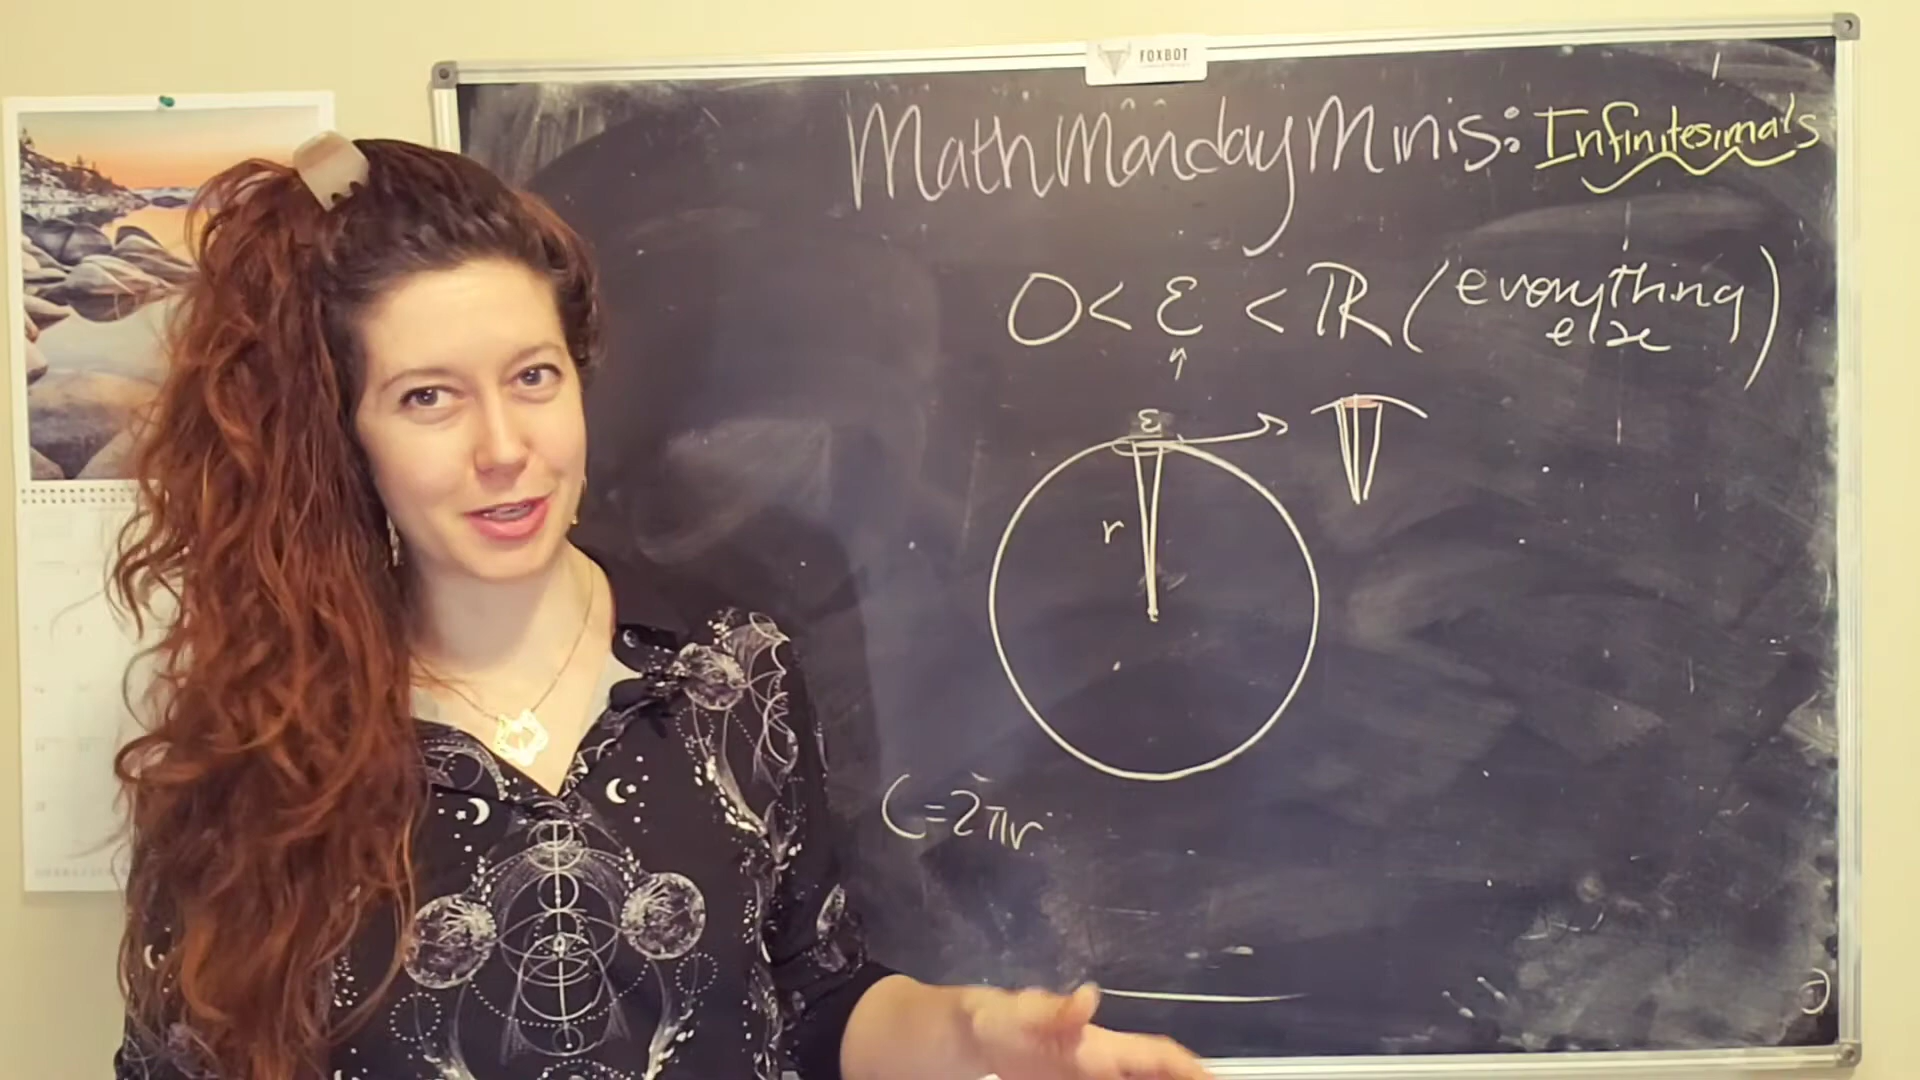 FOXBOT
Math Monday Minis: Infinitesimals
0 < ε < ℝ (everything
else)
ε
r
C = 2πr